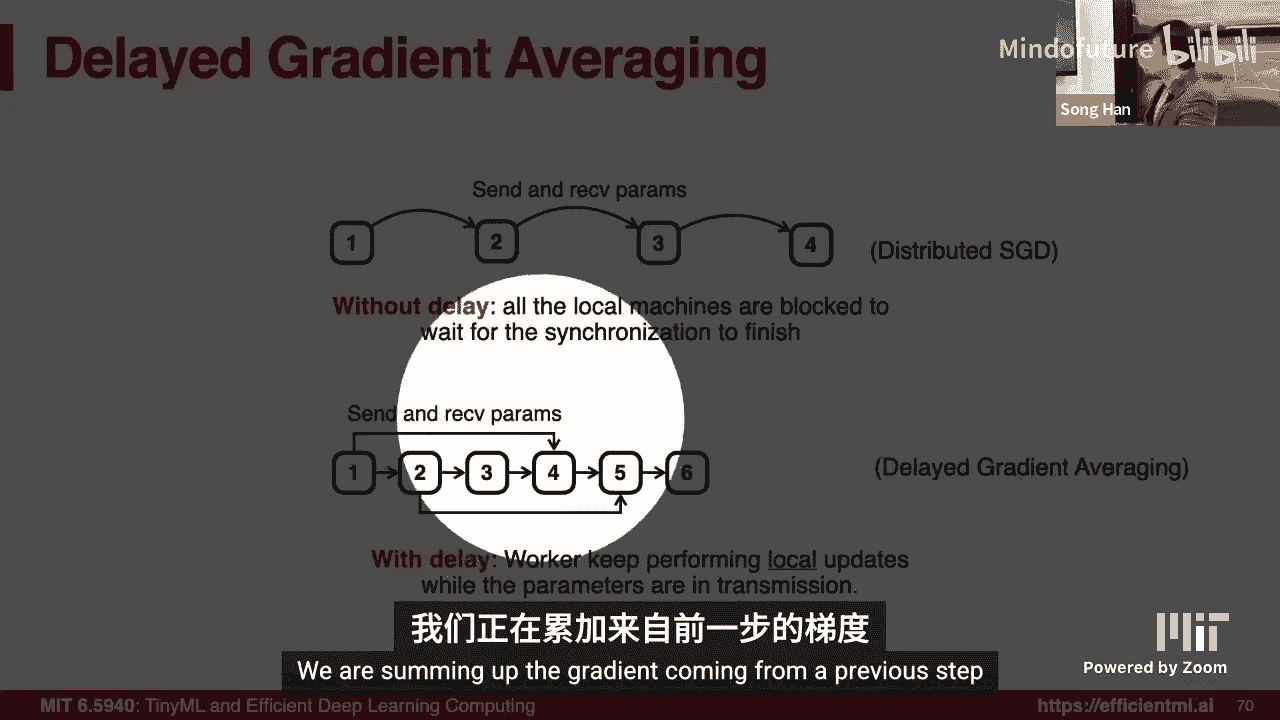 Delayed Gradient Averaging
Mindofuture bilibili
Song Han
Send and recv params
1 2 3 4 (Distributed SGD)
Without delay: all the local machines are blocked to
wait for the synchronization to finish
Send and recv params
1 2 3 4 5 6 (Delayed Gradient Averaging)
With delay: Worker keep performing local updates
while the parameters are in transmission.
我们正在累加来自前一步的梯度
We are summing up the gradient coming from a previous step
MIT
Powered by Zoom
MIT 6.5940: TinyML and Efficient Deep Learning Computing
https://efficientml.ai 70